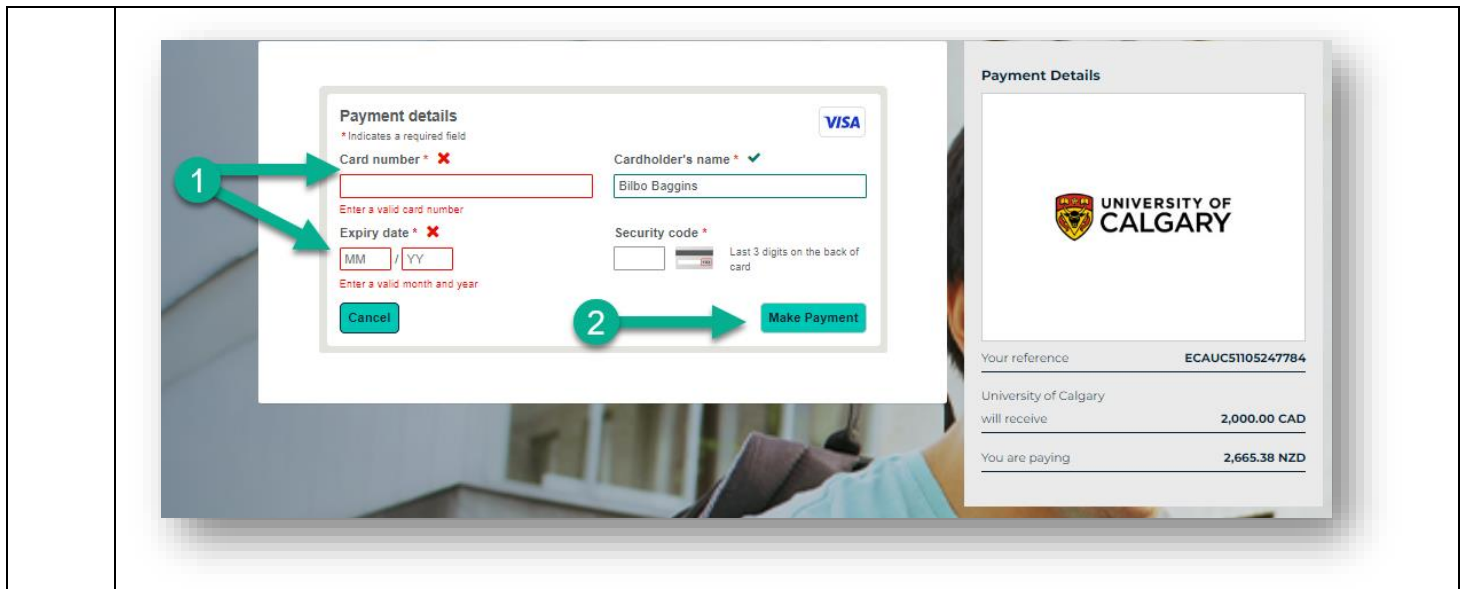 Payment details
* Indicates a required field
VISA
Card number *
Cardholder's name *
1
Bilbo Baggins
Enter a valid card number
Expiry date *
Security code *
MM / YY
Last 3 digits on the back of
card
Enter a valid month and year
Cancel
2
Make Payment
Payment Details
UNIVERSITY OF
CALGARY
Your reference ECAUC51105247784
University of Calgary
will receive 2,000.00 CAD
You are paying 2,665.38 NZD